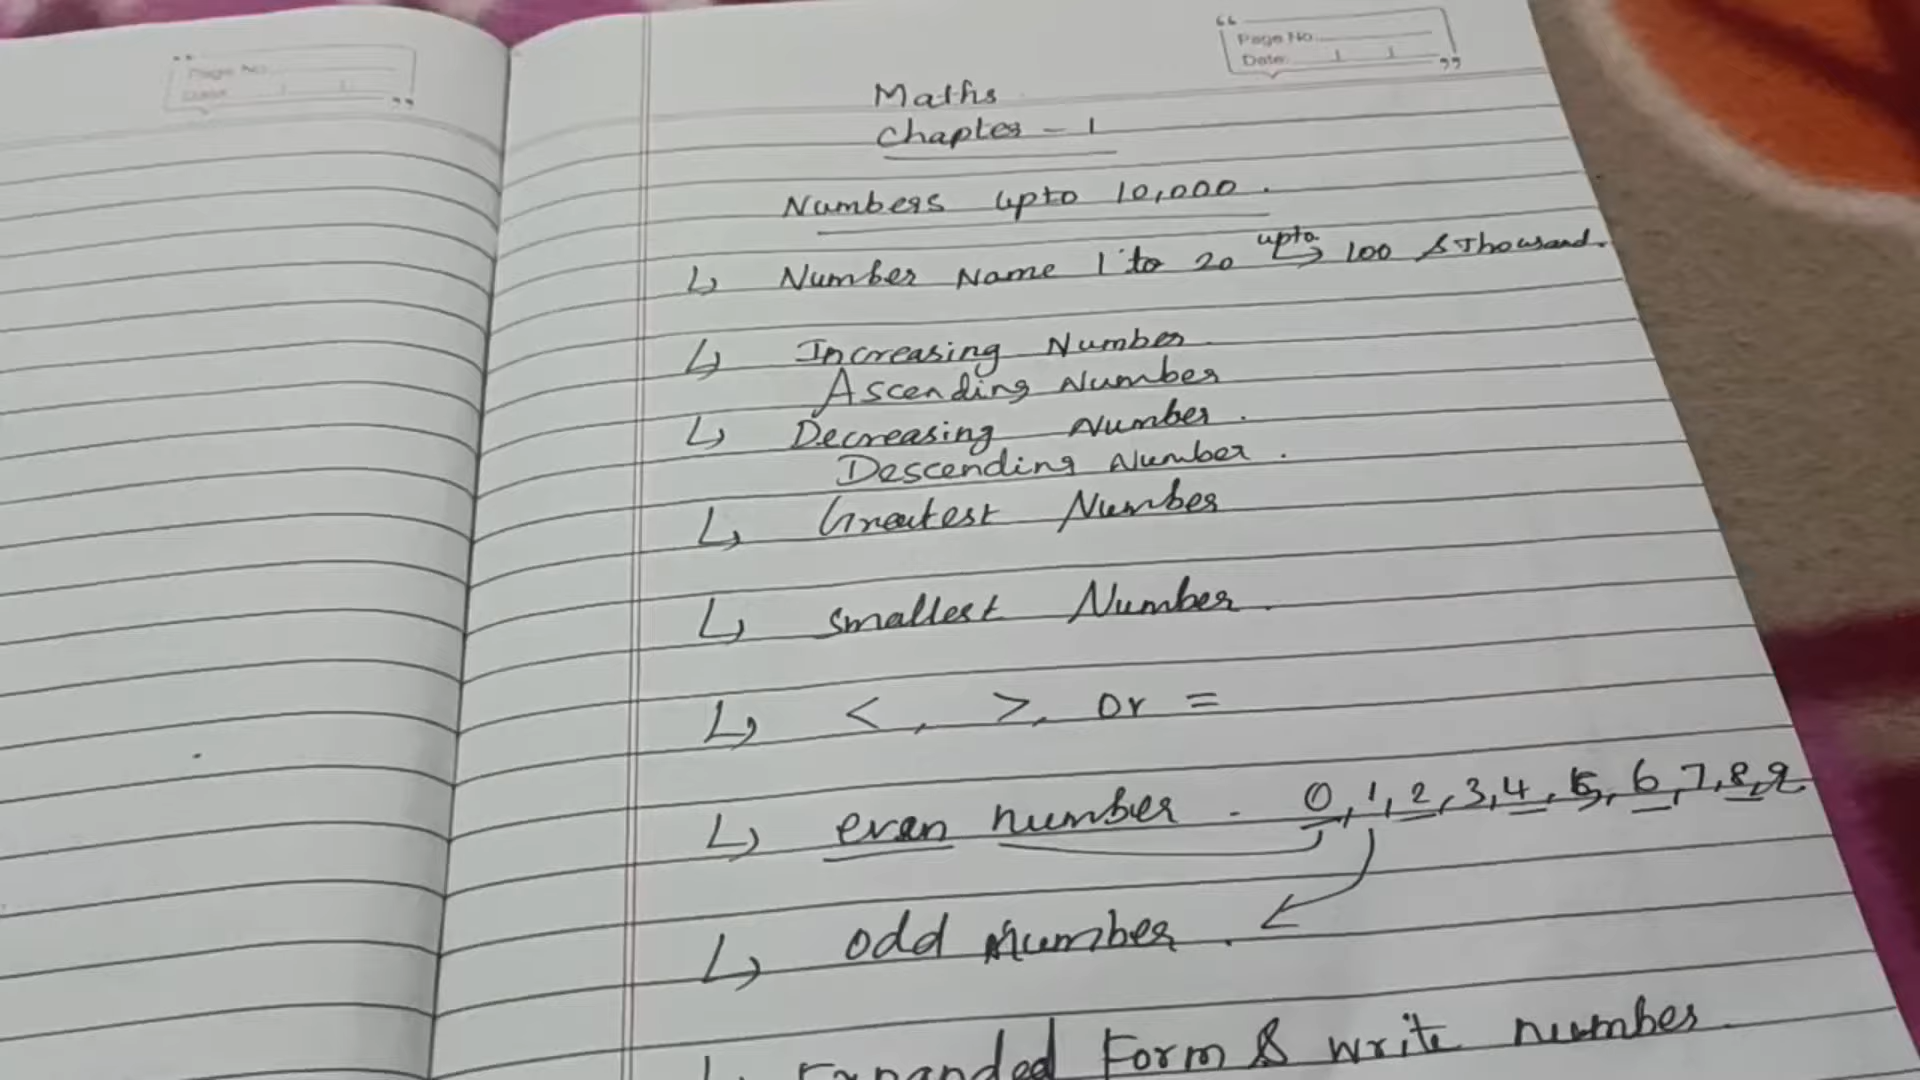 Page No.
Date:
Page No.
Date:
Maths
Chapter - 1
Numbers upto 10,000.
↳ Number Name 1 to 20 upto → 100 & Thousand.
↳ Increasing Number
Ascending Number
↳ Decreasing Number.
Descending Number.
↳ Greatest Number
↳ Smallest Number.
↳ <, >, or =
↳ even number - 0, 1, 2, 3, 4, 5, 6, 7, 8, 9
↳ odd number.
↳ Expanded Form & write number